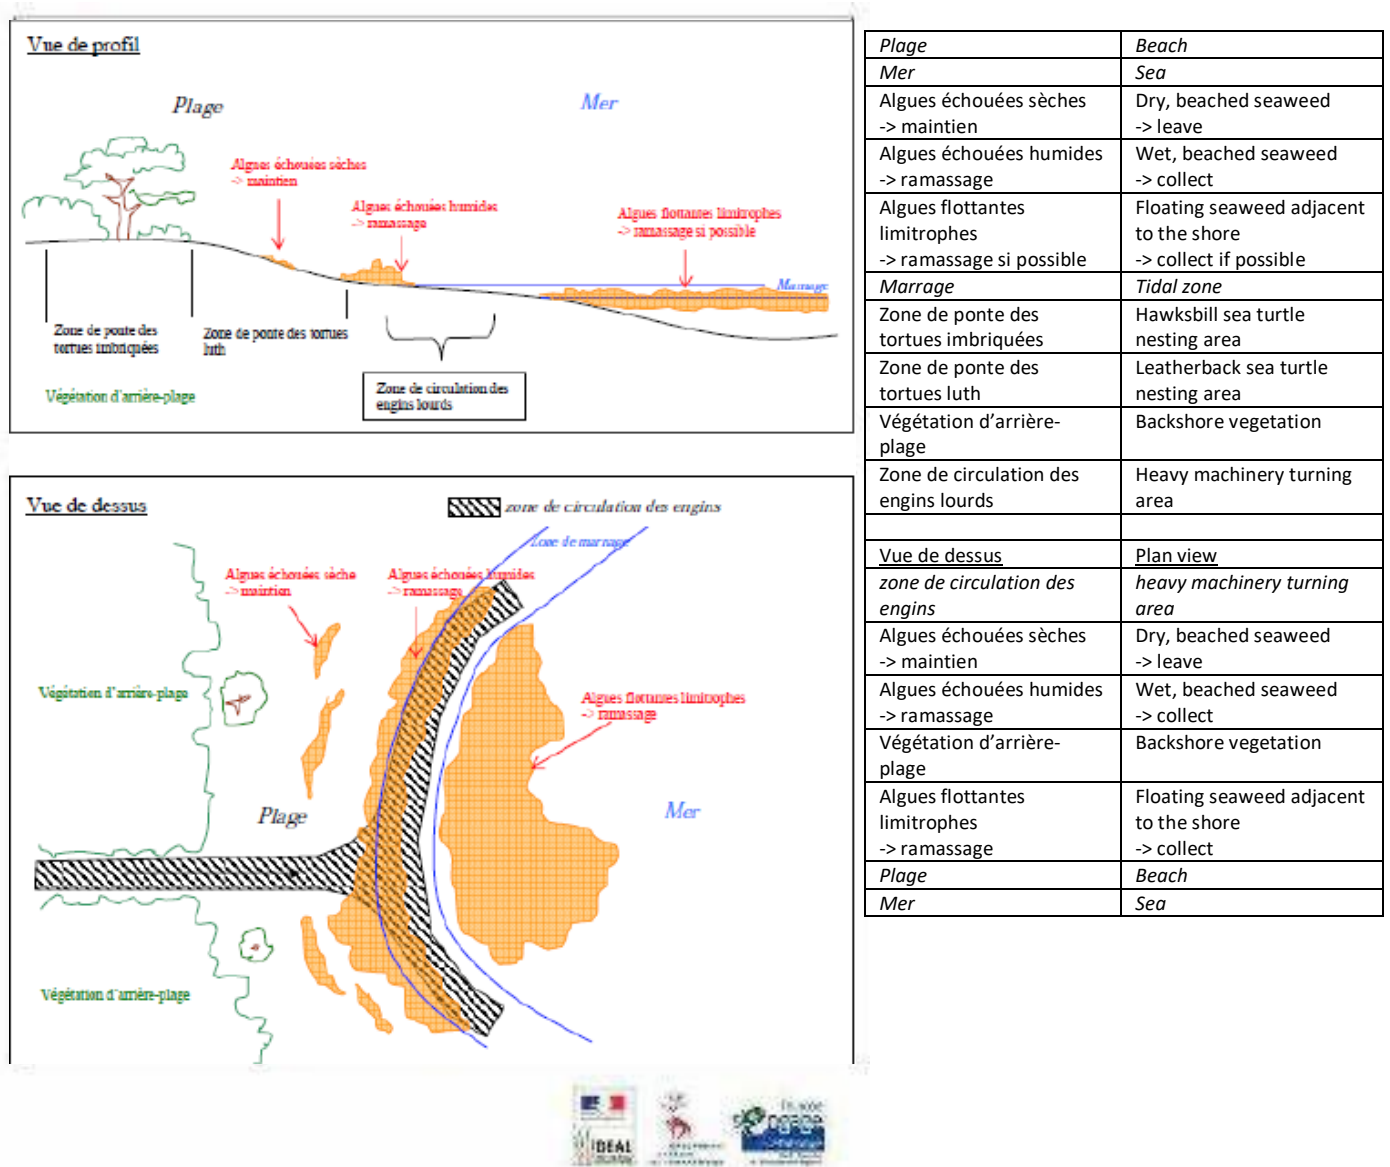 Vue de profil
Plage
Mer
Algues échouées sèches
-> maintien
Algues échouées humides
-> ramassage
Algues flottantes limitrophes
-> ramassage si possible
Marnage
Zone de ponte des
tortues imbriquées
Zone de ponte des tortues
luth
Zone de circulation des
engins lourds
Végétation d'arrière-plage
Vue de dessus
zone de circulation des engins
Zone de marnage
Algues échouées sèche
-> maintien
Algues échouées humides
-> ramassage
Végétation d'arrière-plage
Algues flottantes limitrophes
-> ramassage
Plage
Mer
Végétation d'arrière-plage
DEAL
Plage Beach
Mer Sea
Algues échouées sèches Dry, beached seaweed
-> maintien -> leave
Algues échouées humides Wet, beached seaweed
-> ramassage -> collect
Algues flottantes Floating seaweed adjacent
limitrophes to the shore
-> ramassage si possible -> collect if possible
Marrage Tidal zone
Zone de ponte des Hawksbill sea turtle
tortues imbriquées nesting area
Zone de ponte des Leatherback sea turtle
tortues luth nesting area
Végétation d'arrière- Backshore vegetation
plage
Zone de circulation des Heavy machinery turning
engins lourds area
Vue de dessus Plan view
zone de circulation des heavy machinery turning
engins area
Algues échouées sèches Dry, beached seaweed
-> maintien -> leave
Algues échouées humides Wet, beached seaweed
-> ramassage -> collect
Végétation d'arrière- Backshore vegetation
plage
Algues flottantes Floating seaweed adjacent
limitrophes to the shore
-> ramassage -> collect
Plage Beach
Mer Sea